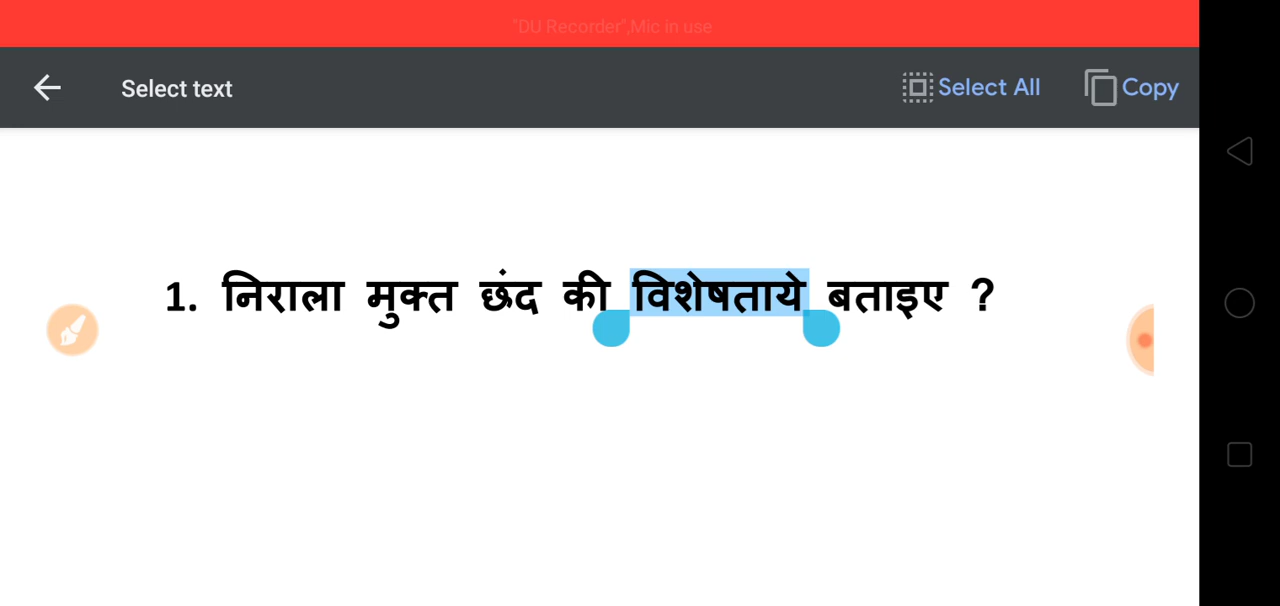 "DU Recorder",Mic in use
Select text
Select All
Copy
1. निराला मुक्त छंद की विशेषताये बताइए ?